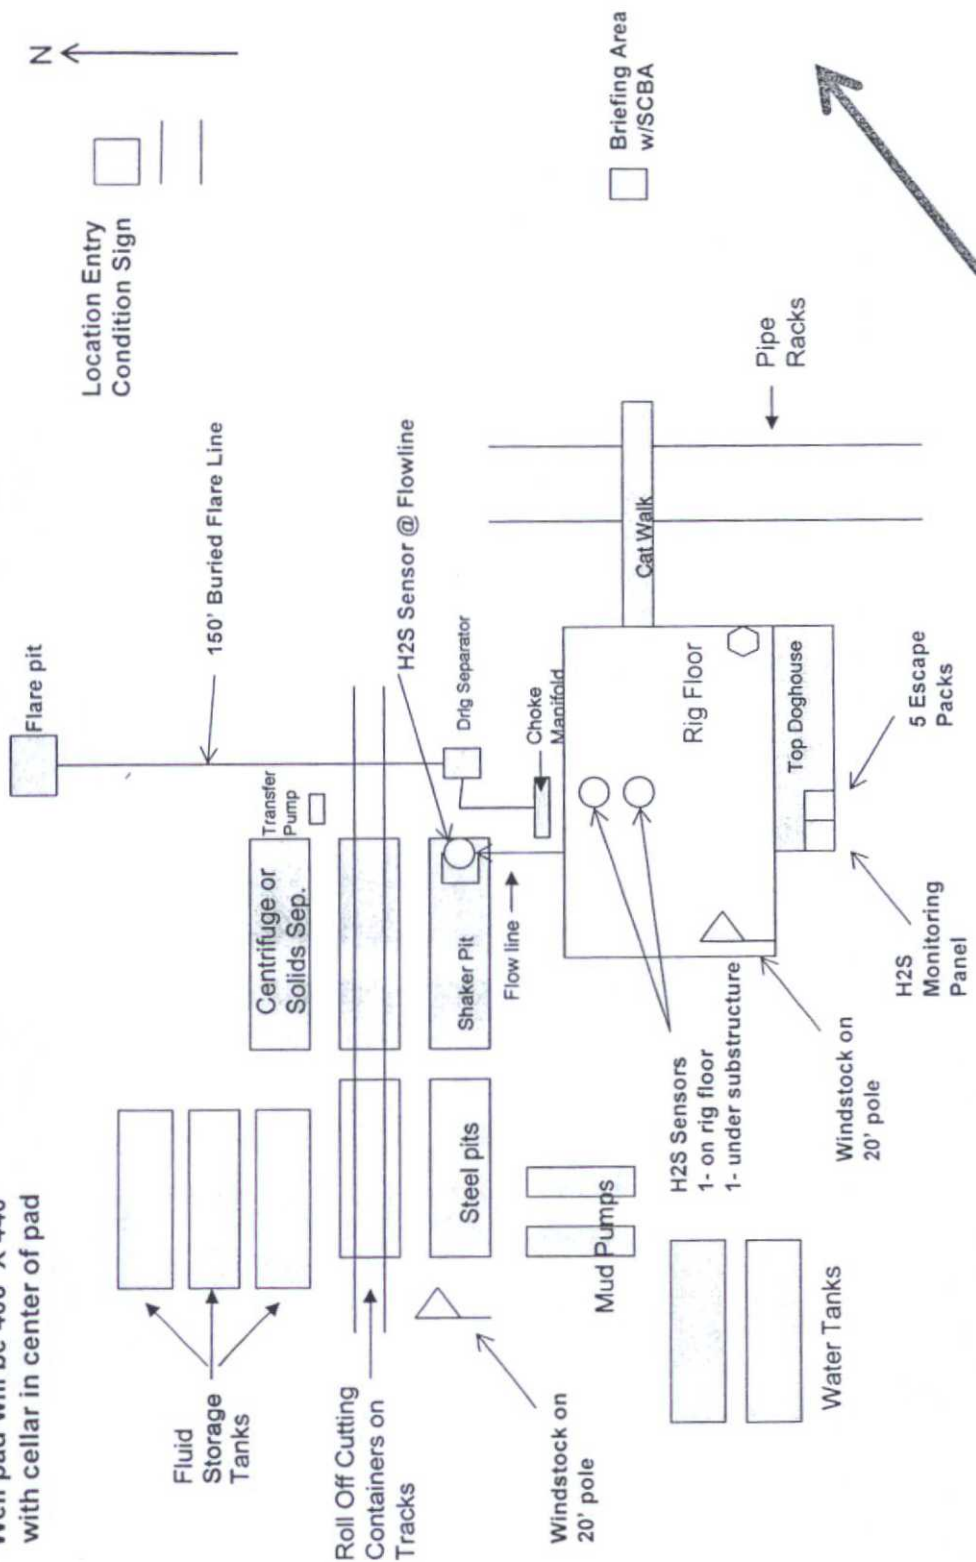 Well pad will be
with cellar in center of pad
Flare pit
N
Location Entry
Condition Sign
150' Buried Flare Line
Fluid
Storage
Tanks
Centrifuge or
Solids Sep.
Transfer
Pump
Roll Off Cutting
Containers on
Tracks
H2S Sensor @ Flowline
Steel pits
Shaker Pit
Drlg Separator
Flow line
Choke
Manifold
Windstock on
20' pole
Mud Pumps
Briefing Area
w/SCBA
Cat Walk
Rig Floor
H2S Sensors
1- on rig floor
1- under substructure
Pipe
Racks
Top Doghouse
Water Tanks
Windstock on
20' pole
H2S
Monitoring
Panel
5 Escape
Packs